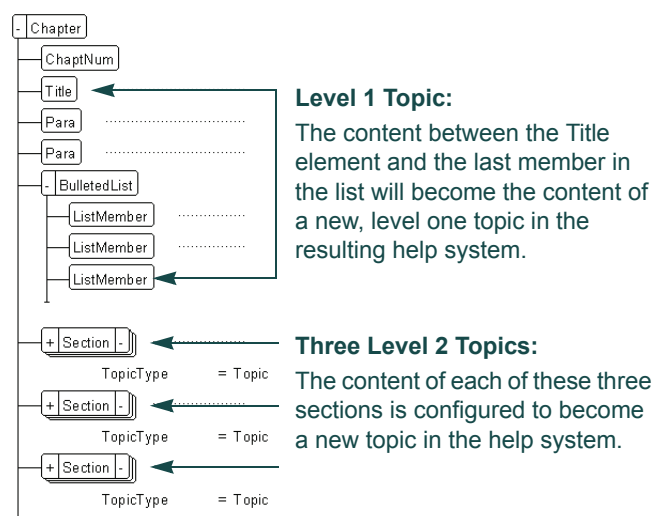 - Chapter
ChaptNum
Title
Level 1 Topic:
Para
The content between the Title
Para
element and the last member in
- BulletedList
the list will become the content of
ListMember
a new, level one topic in the
ListMember
resulting help system.
ListMember
+ Section -
Three Level 2 Topics:
TopicType = Topic
The content of each of these three
+ Section -
sections is configured to become
TopicType = Topic
a new topic in the help system.
+ Section -
TopicType = Topic